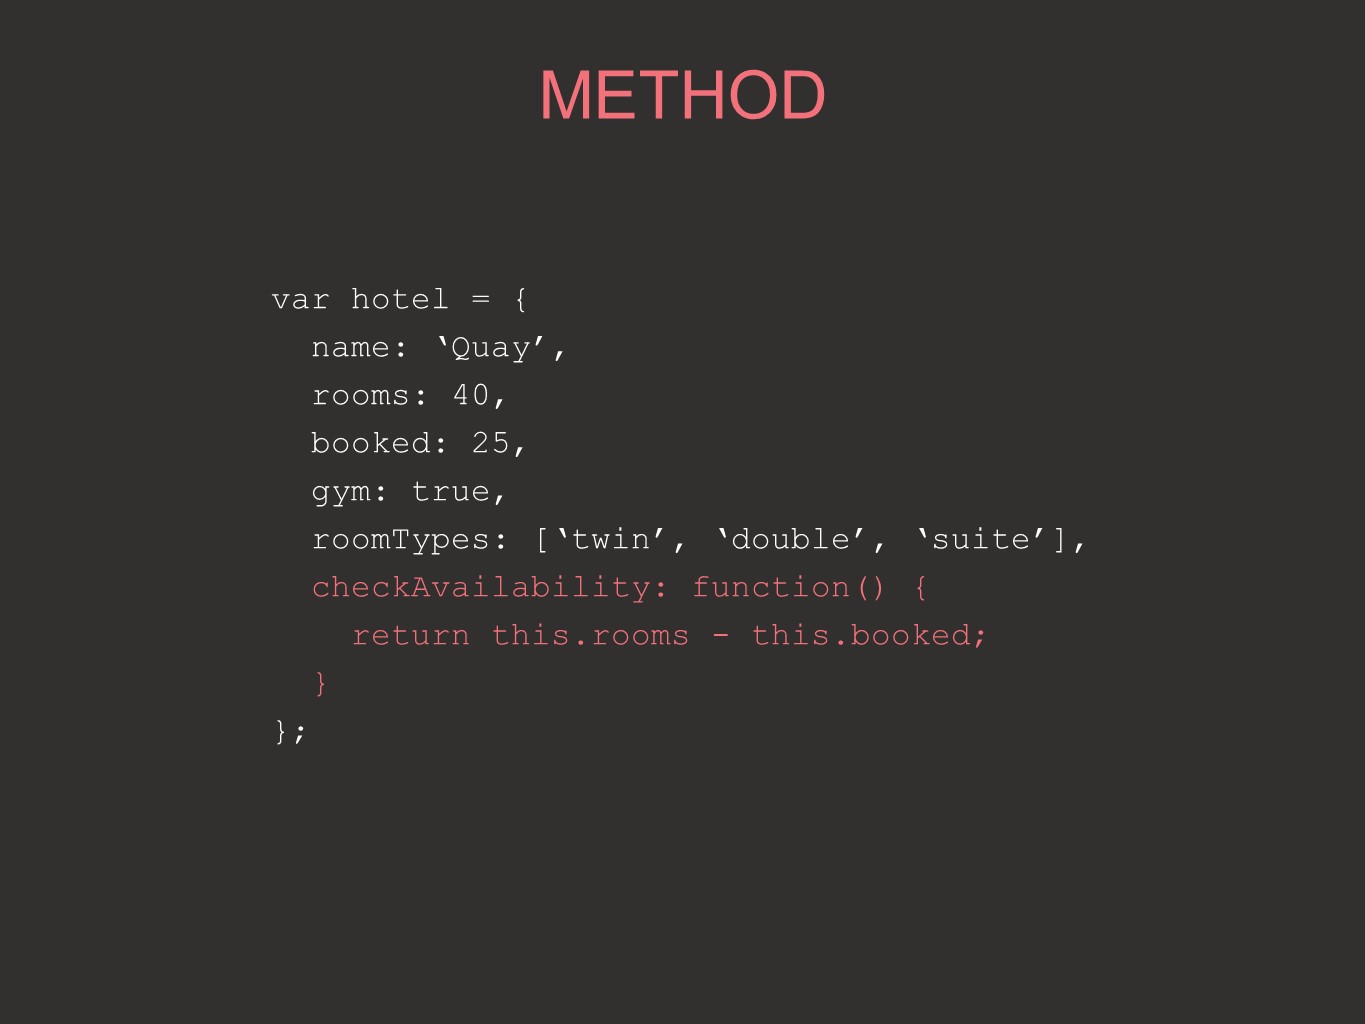 METHOD
var hotel = {
name: ‘Quay’,
rooms: 40,
booked: 25,
gym: true,
roomTypes: [‘twin’, ‘double’, ‘suite’],
checkAvailability: function() {
return this.rooms - this.booked;
}
};